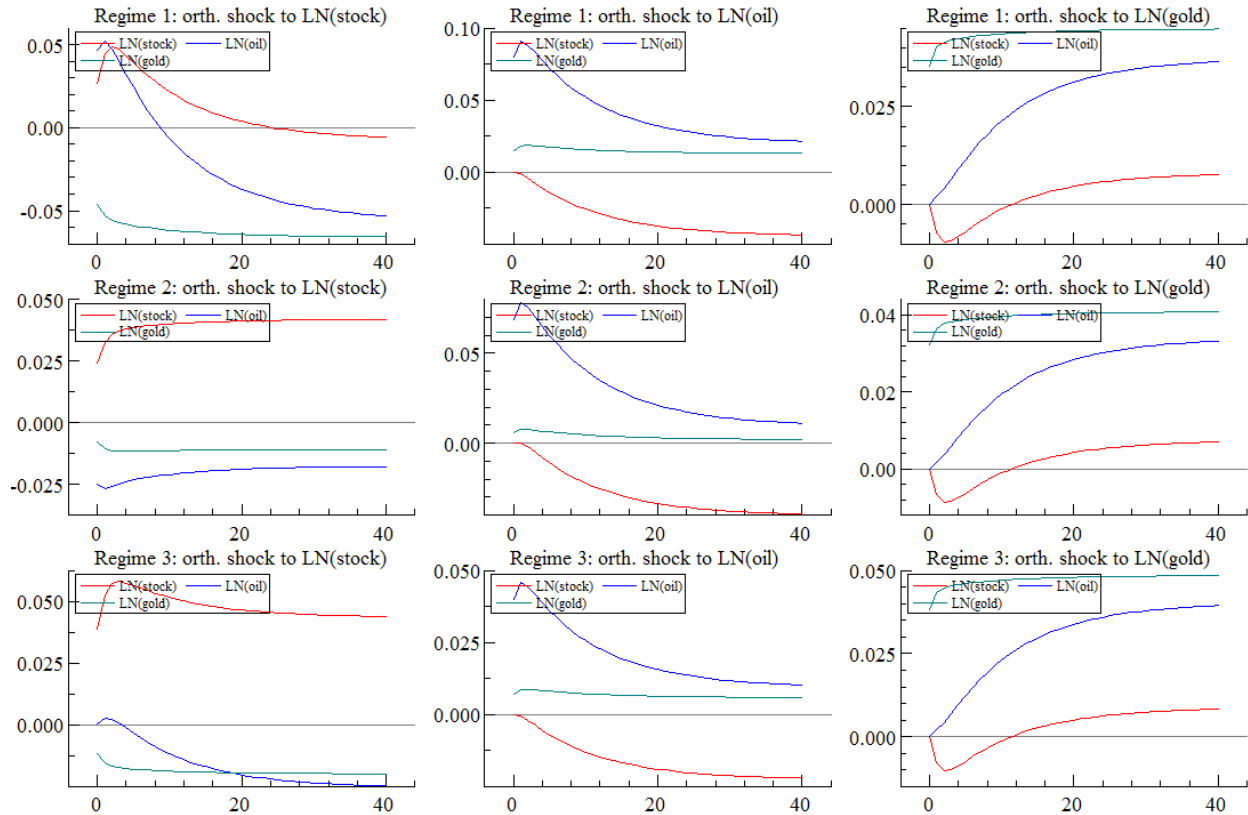 Regime 1: orth. shock to LN(stock)
0.05
LN(stock) LN(oil)
LN(gold)
0.00
-0.05
0 20 40
Regime 1: orth. shock to LN(oil)
0.10
LN(stock) LN(oil)
LN(gold)
0.05
0.00
0 20 40
Regime 1: orth. shock to LN(gold)
LN(stock) LN(oil)
LN(gold)
0.025
0.000
0 20 40
Regime 2: orth. shock to LN(stock)
0.050
LN(stock) LN(oil)
LN(gold)
0.025
0.000
-0.025
0 20 40
Regime 2: orth. shock to LN(oil)
LN(stock) LN(oil)
LN(gold)
0.05
0.00
0 20 40
Regime 2: orth. shock to LN(gold)
0.04
LN(stock) LN(oil)
LN(gold)
0.02
0.00
0 20 40
Regime 3: orth. shock to LN(stock)
LN(stock) LN(oil)
LN(gold)
0.050
0.025
0.000
0 20 40
Regime 3: orth. shock to LN(oil)
0.050
LN(stock) LN(oil)
LN(gold)
0.025
0.000
0 20 40
Regime 3: orth. shock to LN(gold)
0.050
LN(stock) LN(oil)
LN(gold)
0.025
0.000
0 20 40